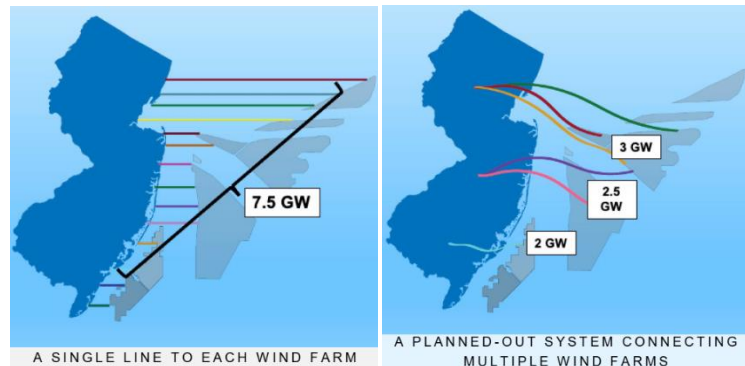 7.5 GW
A SINGLE LINE TO EACH WIND FARM
3 GW
2.5
GW
2 GW
A PLANNED-OUT SYSTEM CONNECTING
MULTIPLE WIND FARMS